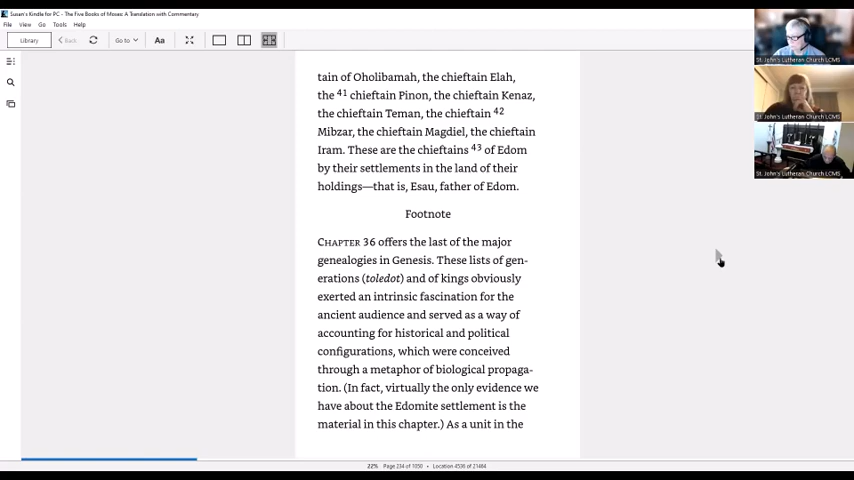 Susan's Kindle for PC - The Five Books of Moses: A Translation with Commentary
File View Go Tools Help
Library
Back
Go to
Aa
tain of Oholibamah, the chieftain Elah,
the 41 chieftain Pinon, the chieftain Kenaz,
the chieftain Teman, the chieftain 42
Mibzar, the chieftain Magdiel, the chieftain
Iram. These are the chieftains 43 of Edom
by their settlements in the land of their
holdings—that is, Esau, father of Edom.
Footnote
CHAPTER 36 offers the last of the major
genealogies in Genesis. These lists of gen-
erations (toledot) and of kings obviously
exerted an intrinsic fascination for the
ancient audience and served as a way of
accounting for historical and political
configurations, which were conceived
through a metaphor of biological propaga-
tion. (In fact, virtually the only evidence we
have about the Edomite settlement is the
material in this chapter.) As a unit in the
22% Page 234 of 1050 • Location 4536 of 21484
St. John's Lutheran Church LCMS
St. John's Lutheran Church LCMS
St. John's Lutheran Church LCMS